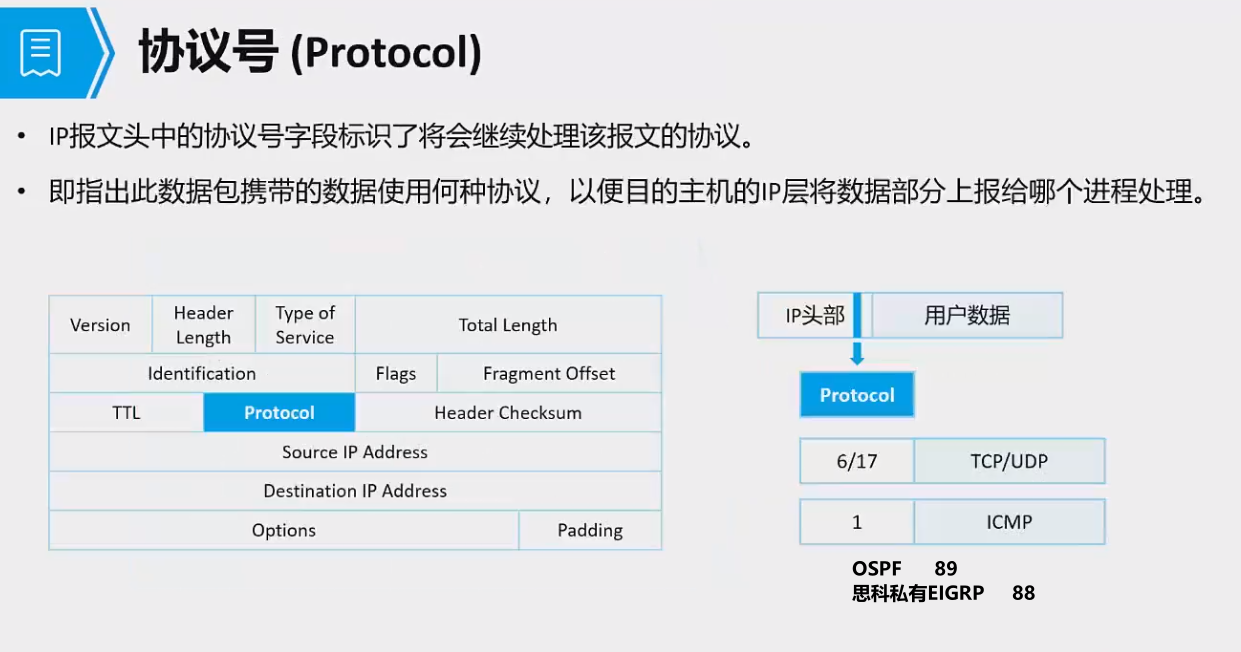 协议号 (Protocol)
• IP报文头中的协议号字段标识了将会继续处理该报文的协议。
• 即指出此数据包携带的数据使用何种协议，以便目的主机的IP层将数据部分上报给哪个进程处理。
Version Header Length Type of Service Total Length
Identification Flags Fragment Offset
TTL Protocol Header Checksum
Source IP Address
Destination IP Address
Options Padding
IP头部 用户数据
Protocol
6/17 TCP/UDP
1 ICMP
OSPF 89
思科私有EIGRP 88